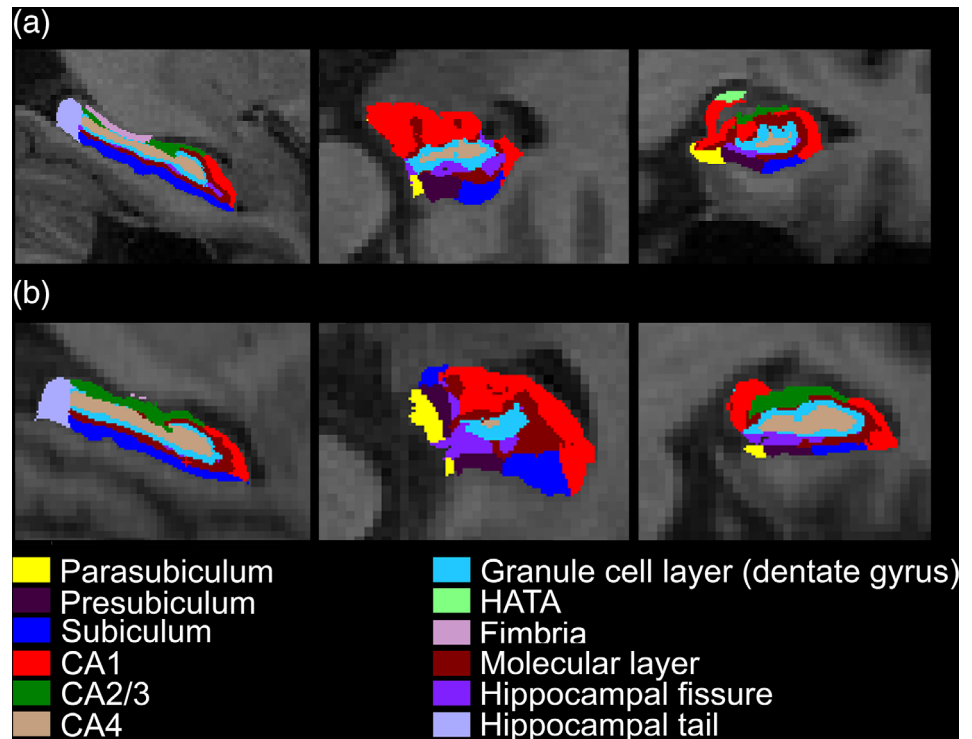 (a)
(b)
Parasubiculum
Presubiculum
Subiculum
CA1
CA2/3
CA4
Granule cell layer (dentate gyrus)
HATA
Fimbria
Molecular layer
Hippocampal fissure
Hippocampal tail